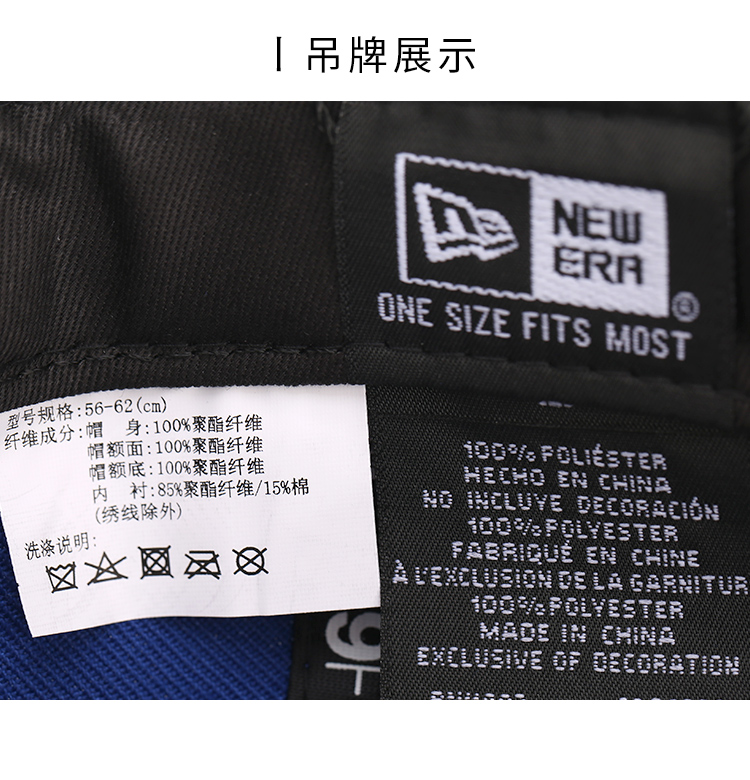 吊牌展示
NEW
ERA
®
ONE SIZE FITS MOST
型号规格:56-62(cm)
纤维成分:帽 身:100%聚酯纤维
帽额面:100%聚酯纤维
帽额底:100%聚酯纤维
内 衬:85%聚酯纤维/15%棉
(绣线除外)
洗涤说明:
100% POLIÉSTER
HECHO EN CHINA
NO INCLUYE DECORACIÓN
100% POLYESTER
FABRIQUÉ EN CHINE
À L'EXCLUSION DE LA GARNITUR
100% POLYESTER
MADE IN CHINA
EXCLUSIVE OF DECORATION